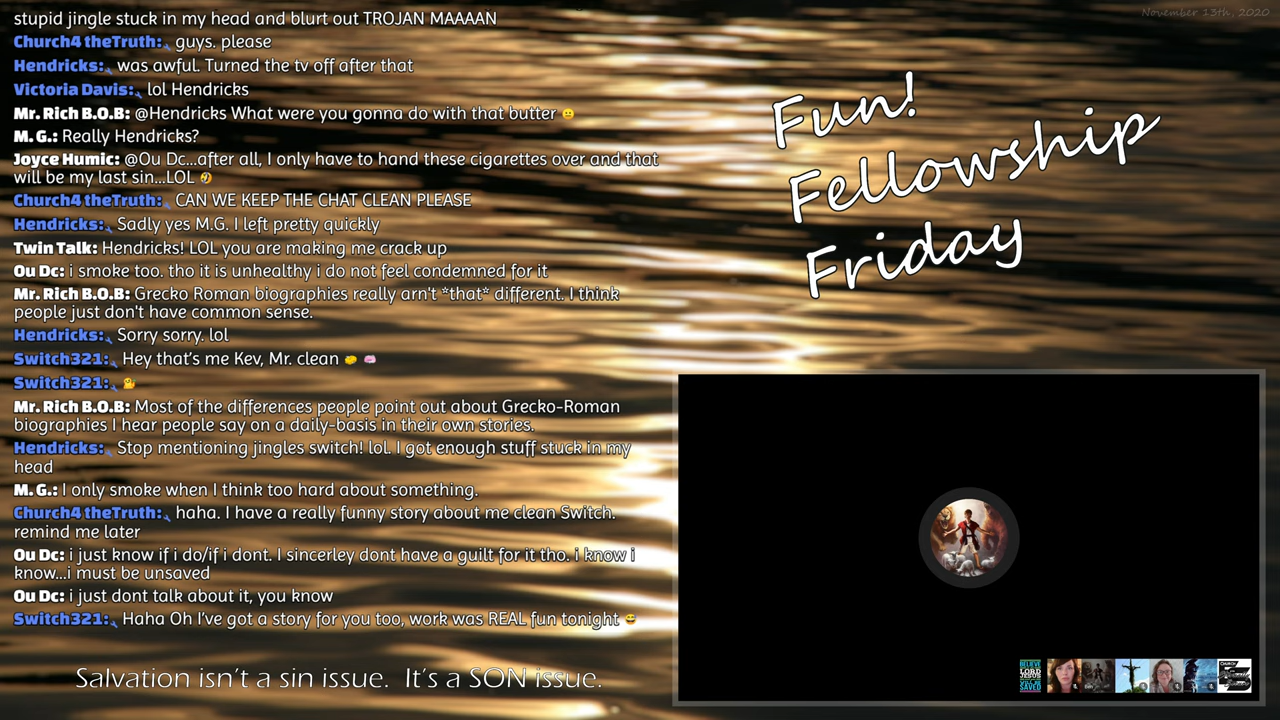 stupid jingle stuck in my head and blurt out TROJAN MAAAAN
Church4theTruth: guys. please
Hendricks: was awful. Turned the tv off after that
Victoria Davis: lol Hendricks
Mr. Rich B.O.B: @Hendricks What were you gonna do with that butter 😐
M. G.: Really Hendricks?
Joyce Humic: @Ou Dc...after all, I only have to hand these cigarettes over and that
will be my last sin...LOL 🤣
Church4theTruth: CAN WE KEEP THE CHAT CLEAN PLEASE
Hendricks: Sadly yes M.G. I left pretty quickly
Twin Talk: Hendricks! LOL you are making me crack up
Ou Dc: i smoke too. tho it is unhealthy i do not feel condemned for it
Mr. Rich B.O.B: Grecko Roman biographies really arn't *that* different. I think
people just don't have common sense.
Hendricks: Sorry sorry. lol
Switch321: Hey that's me Kev, Mr. clean
Switch321:
Mr. Rich B.O.B: Most of the differences people point out about Grecko-Roman
biographies I hear people say on a daily-basis in their own stories.
Hendricks: Stop mentioning jingles switch! lol. I got enough stuff stuck in my
head
M. G.: I only smoke when I think too hard about something.
Church4theTruth: haha. I have a really funny story about me clean Switch.
remind me later
Ou Dc: i just know if i do/if i dont. I sincerley dont have a guilt for it tho. i know i
know...i must be unsaved
Ou Dc: i just dont talk about it, you know
Switch321: Haha Oh I've got a story for you too, work was REAL fun tonight 😅
Salvation isn't a sin issue. It's a SON issue.
November 13th, 2020
Fun!
Fellowship
Friday
BELIEVE
LORD
JESUS
SAVED